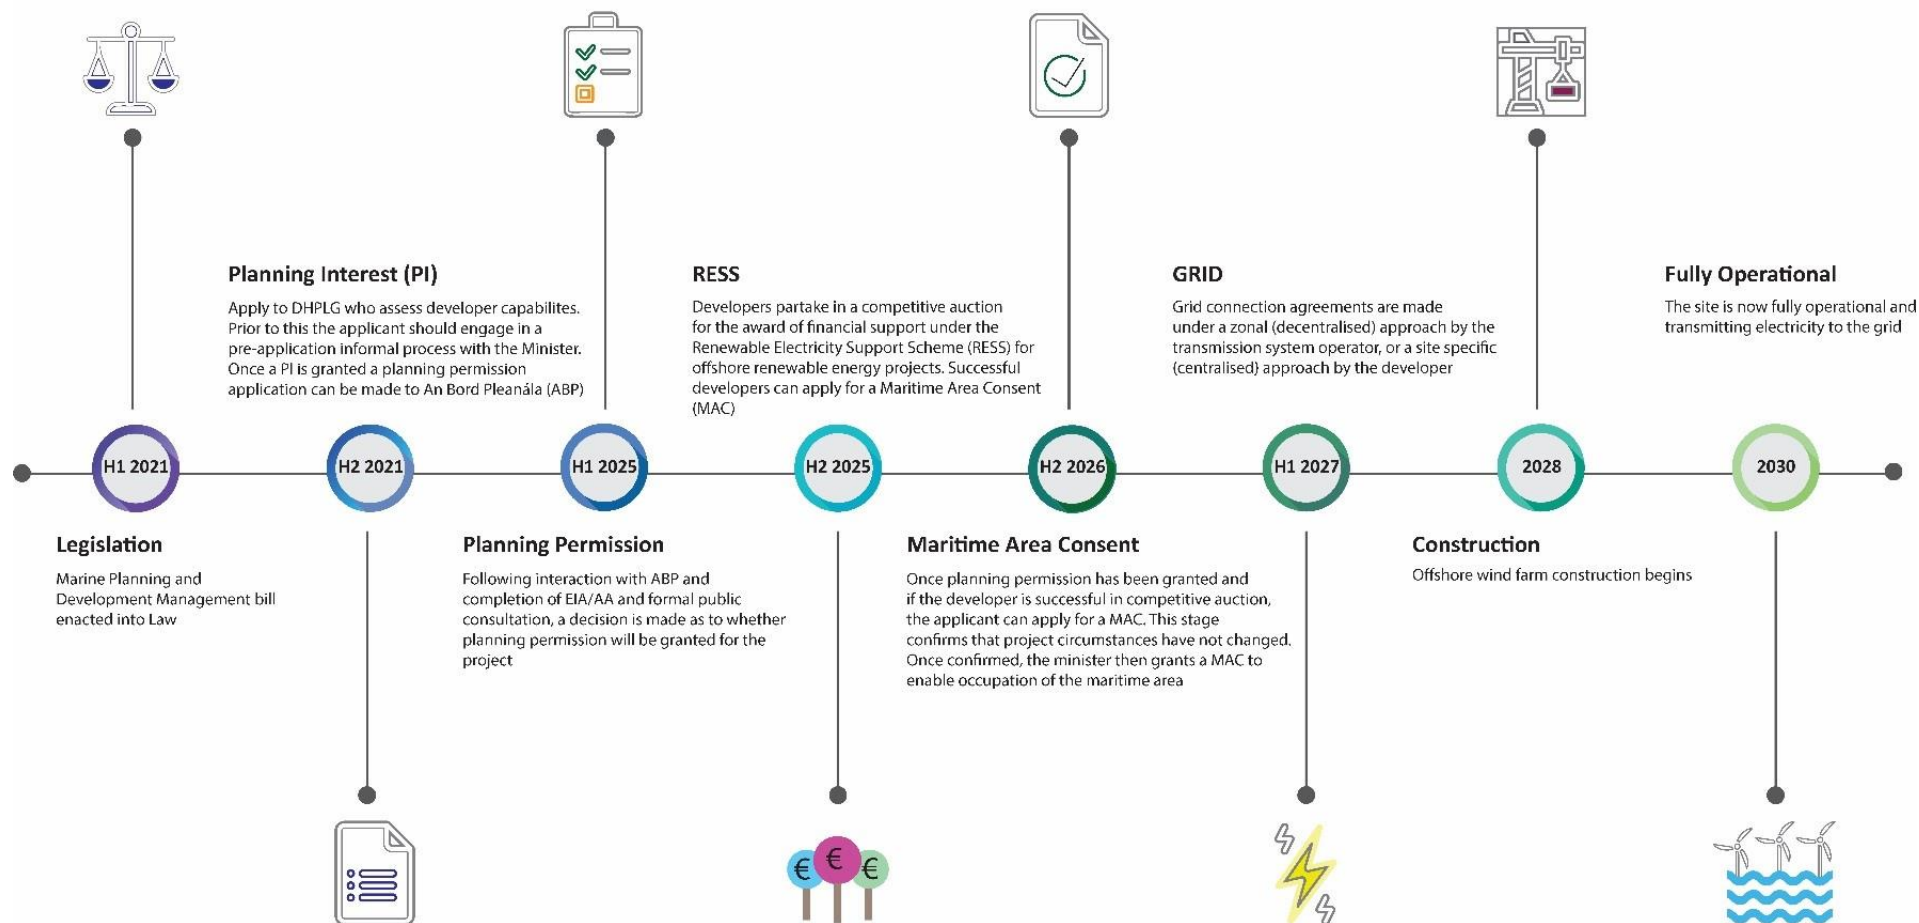 Planning Interest (PI)
Apply to DHPLG who assess developer capabilites.
Prior to this the applicant should engage in a
pre-application informal process with the Minister.
Once a PI is granted a planning permission
application can be made to An Bord Pleanála (ABP)
RESS
Developers partake in a competitive auction
for the award of financial support under the
Renewable Electricity Support Scheme (RESS) for
offshore renewable energy projects. Successful
developers can apply for a Maritime Area Consent
(MAC)
GRID
Grid connection agreements are made
under a zonal (decentralised) approach by the
transmission system operator, or a site specific
(centralised) approach by the developer
Fully Operational
The site is now fully operational and
transmitting electricity to the grid
H1 2021
H2 2021
H1 2025
H2 2025
H2 2026
H1 2027
2028
2030
Legislation
Marine Planning and
Development Management bill
enacted into Law
Planning Permission
Following interaction with ABP and
completion of EIA/AA and formal public
consultation, a decision is made as to whether
planning permission will be granted for the
project
Maritime Area Consent
Once planning permission has been granted and
if the developer is successful in competitive auction,
the applicant can apply for a MAC. This stage
confirms that project circumstances have not changed.
Once confirmed, the minister then grants a MAC to
enable occupation of the maritime area
Construction
Offshore wind farm construction begins
€ € €